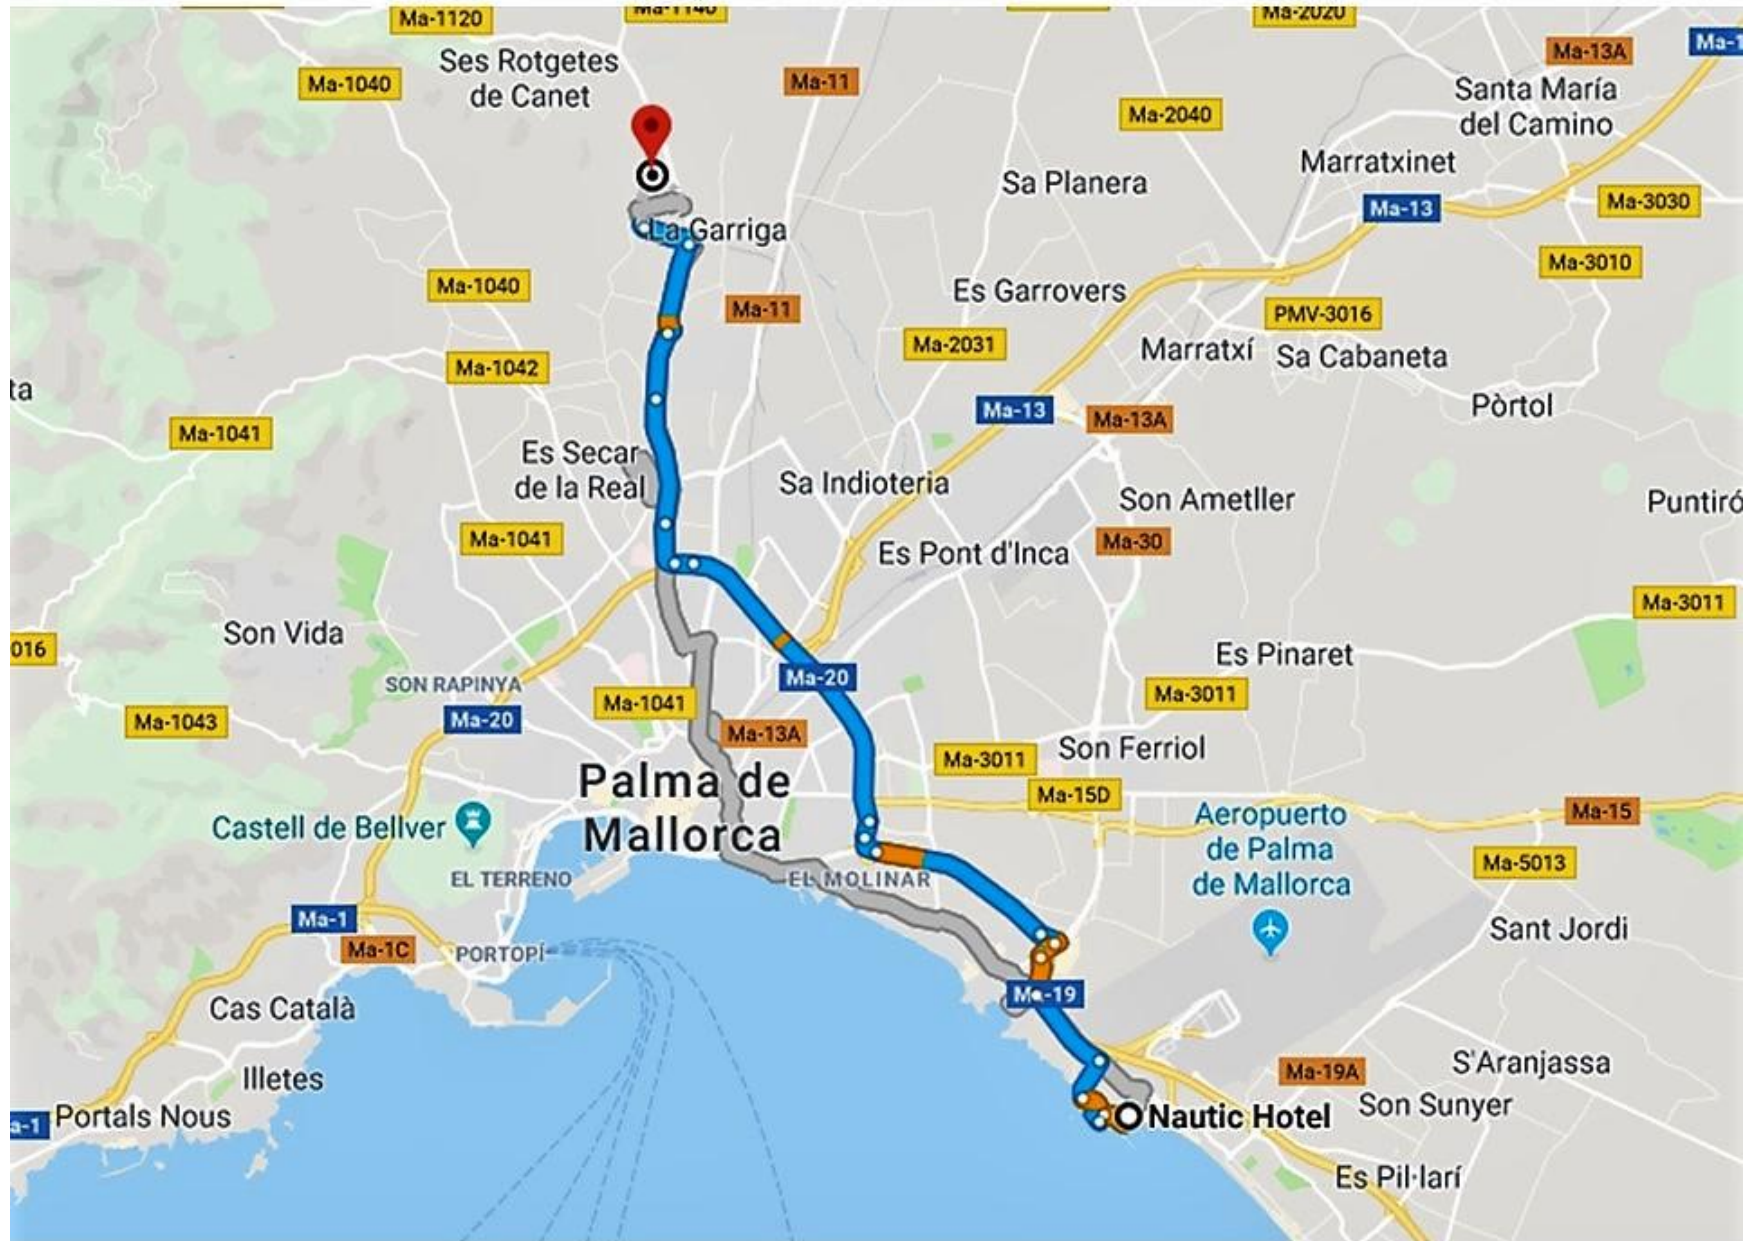 Ma-1120
Ma-1140
Ma-2020
Ma-13A
Ma-1
Ses Rotgetes
de Canet
Ma-1040
Ma-11
Ma-2040
Santa María
del Camino
Marratxinet
Sa Planera
Ma-13
Ma-3030
La Garriga
Ma-3010
Ma-1040
Es Garrovers
Ma-11
PMV-3016
Ma-2031
Marratxí
Sa Cabaneta
Ma-1042
ta
Ma-13
Ma-13A
Pòrtol
Ma-1041
Es Secar
de la Real
Sa Indioteria
Son Ametller
Puntiró
Ma-1041
Es Pont d'Inca
Ma-30
Ma-3011
Son Vida
016
Es Pinaret
SON RAPINYA
Ma-20
Ma-1041
Ma-3011
Ma-1043
Ma-20
Ma-13A
Ma-3011
Son Ferriol
Palma de
Mallorca
Ma-15D
Aeropuerto
de Palma
de Mallorca
Ma-15
Castell de Bellver
Ma-5013
EL TERRENO
EL MOLINAR
Ma-1
Ma-1C
PORTOPÍ
Sant Jordi
Ma-19
Cas Català
Illetes
Ma-19A
S'Aranjassa
Son Sunyer
a-1
Portals Nous
Nautic Hotel
Es Pil·larí